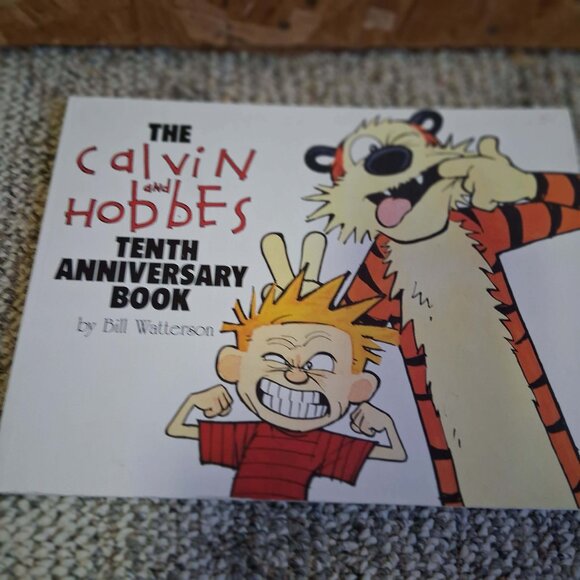 THE
CALVIN
AND
HOBBES
TENTH
ANNIVERSARY
BOOK
by Bill Watterson